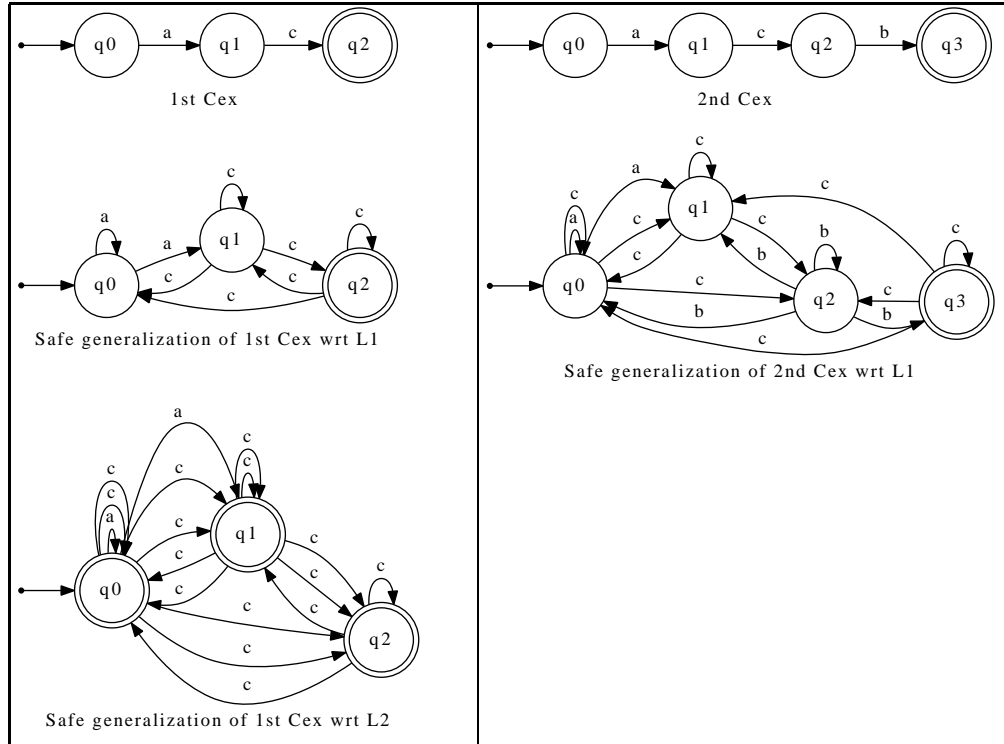 q0 a q1 c q2
1st Cex
c
a c
q1
a c
q0 c c q2
c
Safe generalization of 1st Cex wrt L1
a
c
c c
c c
c
a q1
c c
q0 c c
c c
c c
c q2
c
c
Safe generalization of 1st Cex wrt L2
q0 a q1 c q2 b q3
2nd Cex
c
a c
c q1
c c b c
a c b
q0 c q2 c q3
b b
c
Safe generalization of 2nd Cex wrt L1